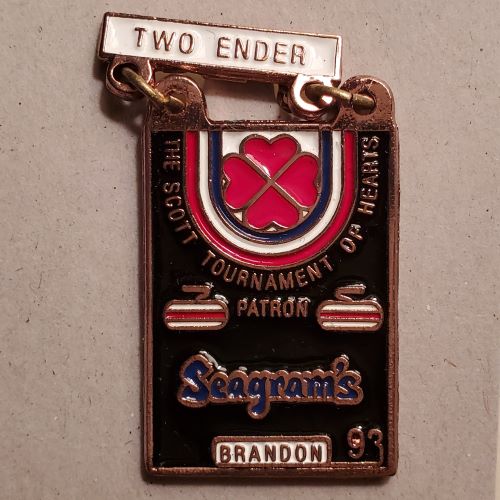 TWO ENDER
THE SCOTT TOURNAMENT OF HEARTS
PATRON
Seagram's
BRANDON
93